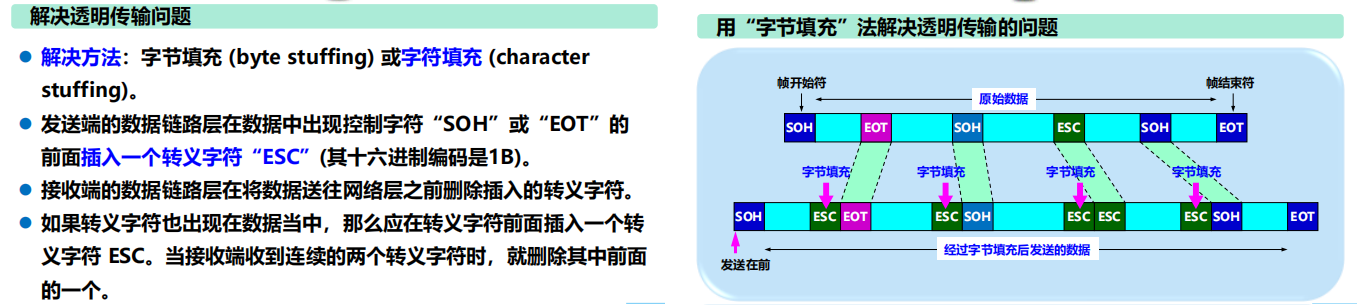 解决透明传输问题
解决方法：字节填充 (byte stuffing) 或字符填充 (character
stuffing)。
发送端的数据链路层在数据中出现控制字符“SOH”或“EOT”的
前面插入一个转义字符“ESC”(其十六进制编码是1B)。
接收端的数据链路层在将数据送往网络层之前删除插入的转义字符。
如果转义字符也出现在数据当中，那么应在转义字符前面插入一个转
义字符 ESC。当接收端收到连续的两个转义字符时，就删除其中前面
的一个。
用“字节填充”法解决透明传输的问题
帧开始符 帧结束符
原始数据
SOH EOT SOH ESC SOH EOT
字节填充 字节填充 字节填充 字节填充
SOH ESC EOT ESC SOH ESC ESC ESC SOH EOT
经过字节填充后发送的数据
发送在前